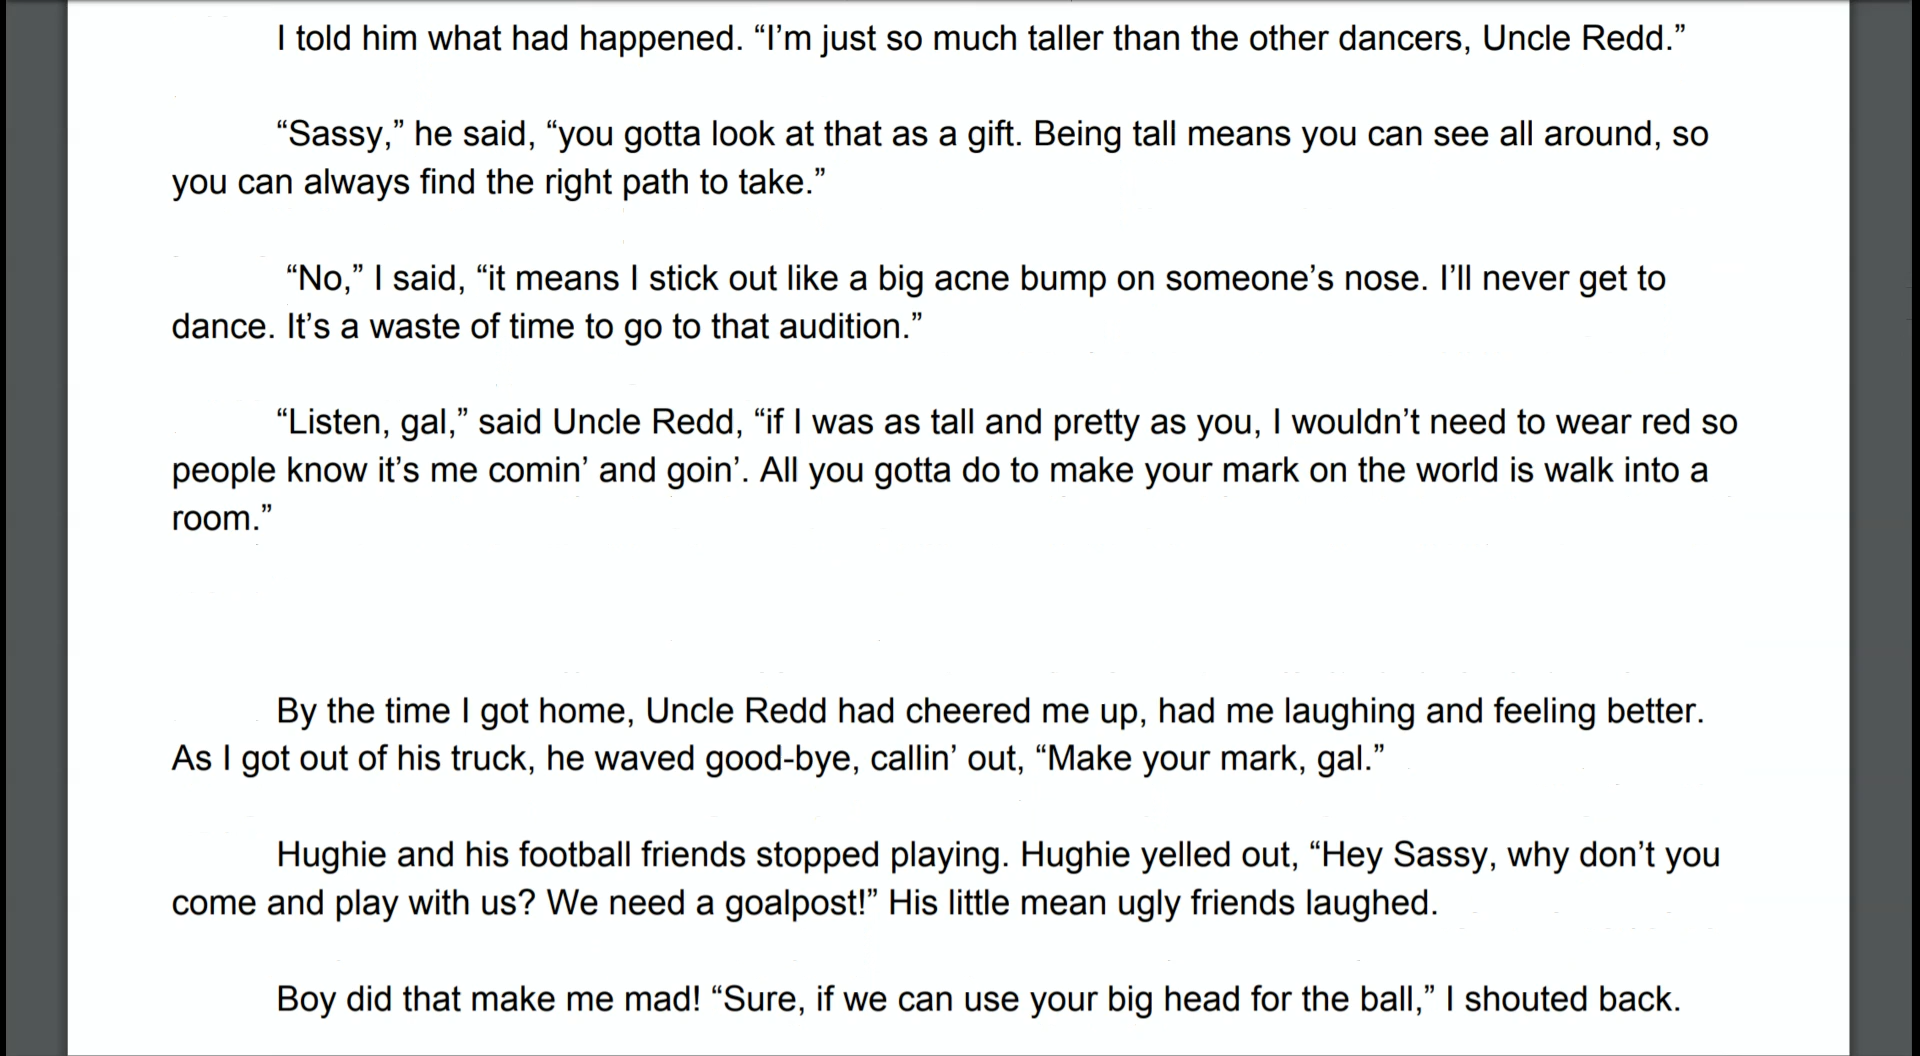 I told him what had happened. “I’m just so much taller than the other dancers, Uncle Redd.”
“Sassy,” he said, “you gotta look at that as a gift. Being tall means you can see all around, so
you can always find the right path to take.”
“No,” I said, “it means I stick out like a big acne bump on someone’s nose. I’ll never get to
dance. It’s a waste of time to go to that audition.”
“Listen, gal,” said Uncle Redd, “if I was as tall and pretty as you, I wouldn’t need to wear red so
people know it’s me comin’ and goin’. All you gotta do to make your mark on the world is walk into a
room.”
By the time I got home, Uncle Redd had cheered me up, had me laughing and feeling better.
As I got out of his truck, he waved good-bye, callin’ out, “Make your mark, gal.”
Hughie and his football friends stopped playing. Hughie yelled out, “Hey Sassy, why don’t you
come and play with us? We need a goalpost!” His little mean ugly friends laughed.
Boy did that make me mad! “Sure, if we can use your big head for the ball,” I shouted back.